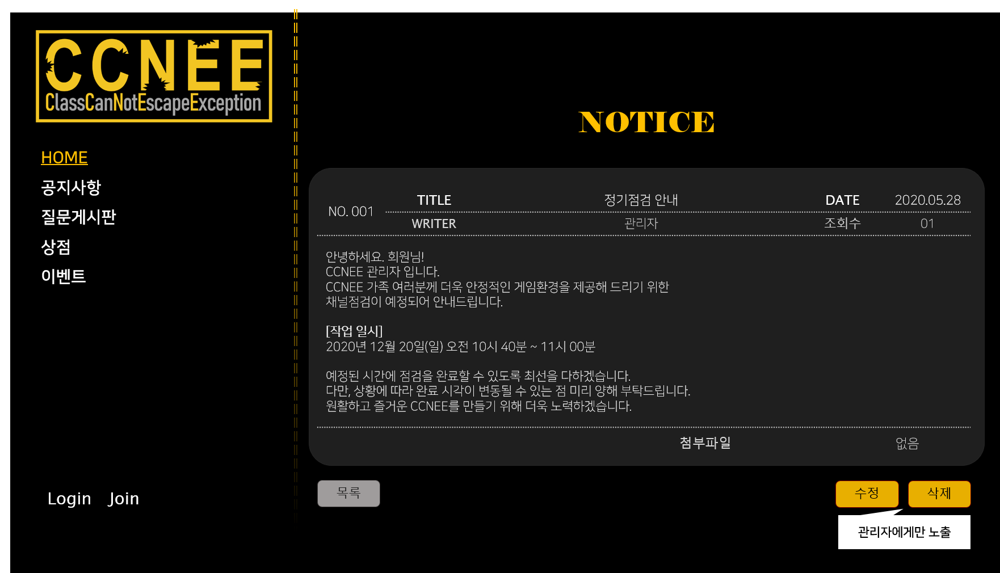 CCNEE
ClassCanNotEscapeException
HOME
공지사항
질문게시판
상점
이벤트
Login Join
NOTICE
NO. 001
TITLE 정기점검 안내 DATE 2020.05.28
WRITER 관리자 조회수 01
안녕하세요. 회원님!
CCNEE 관리자 입니다.
CCNEE 가족 여러분께 더욱 안정적인 게임환경을 제공해 드리기 위한
채널점검이 예정되어 안내드립니다.
[작업 일시]
2020년 12월 20일(일) 오전 10시 40분 ~ 11시 00분
예정된 시간에 점검을 완료할 수 있도록 최선을 다하겠습니다.
다만, 상황에 따라 완료 시각이 변동될 수 있는 점 미리 양해 부탁드립니다.
원활하고 즐거운 CCNEE를 만들기 위해 더욱 노력하겠습니다.
첨부파일 없음
목록 수정 삭제
관리자에게만 노출